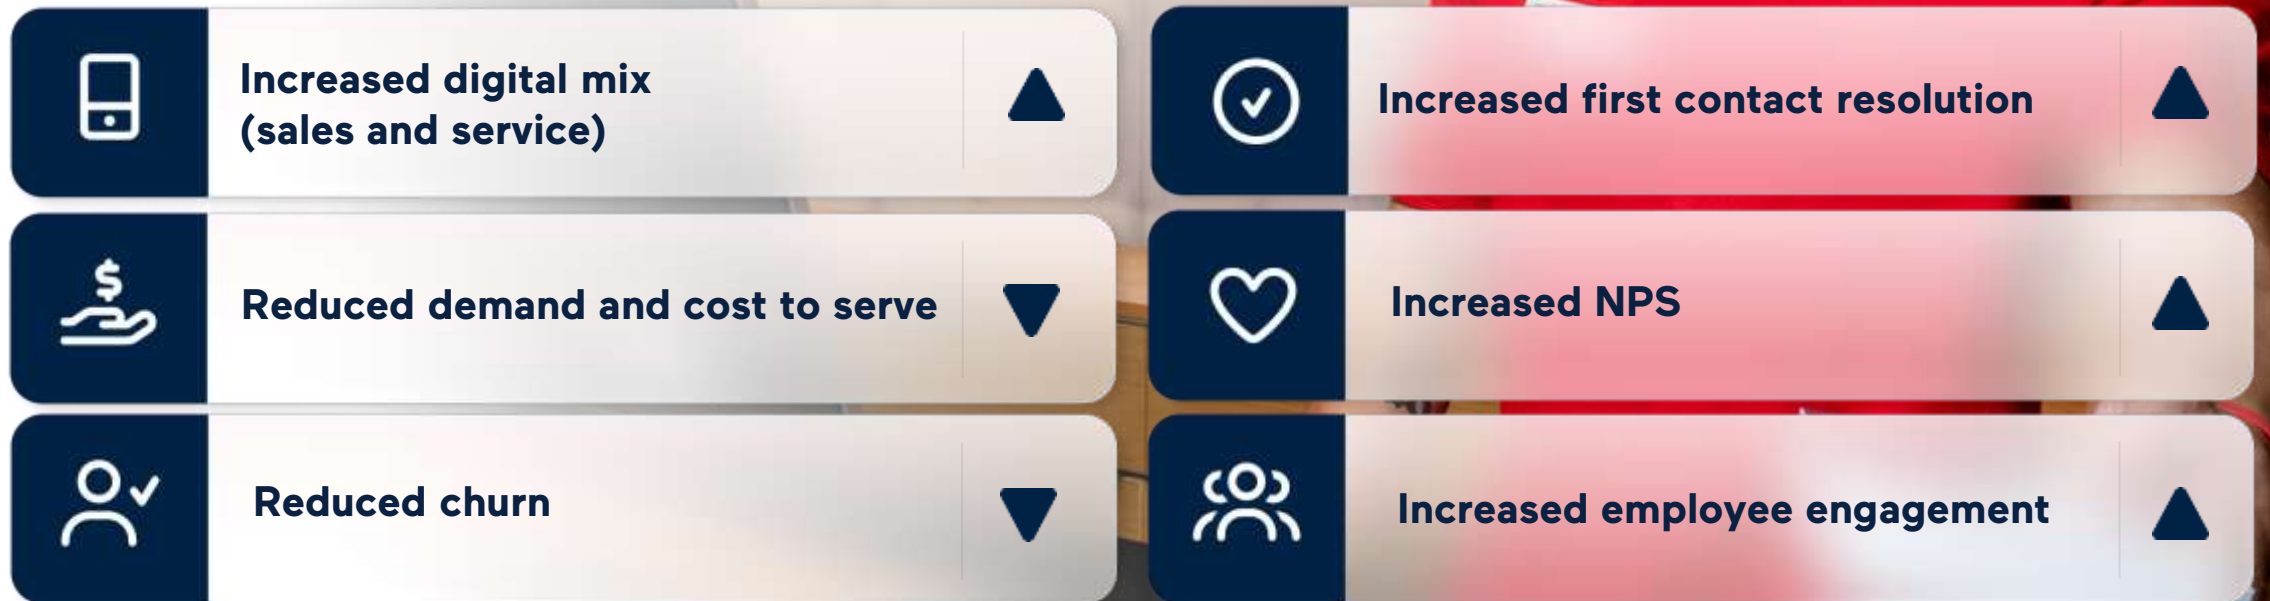 Increased digital mix
(sales and service)
Reduced demand and cost to serve
Reduced churn
Increased first contact resolution
Increased NPS
Increased employee engagement